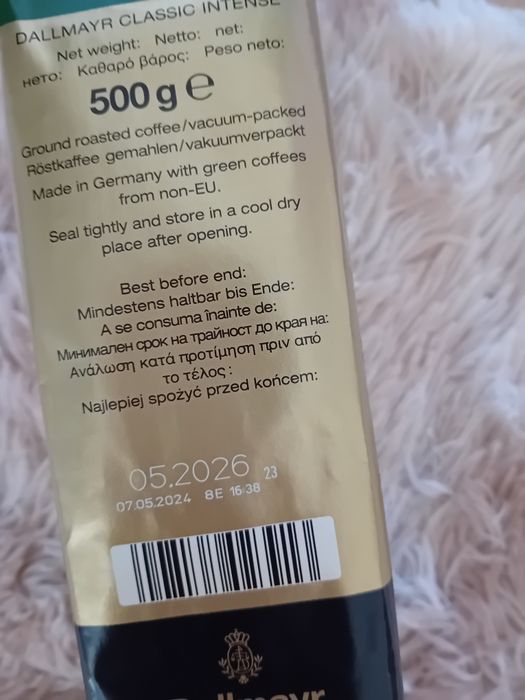 DALLMAYR CLASSIC INTENSE
Net weight: Netto: net:
нето: Καθαρό βάρος: Peso neto:
500 g ℮
Ground roasted coffee/vacuum-packed
Röstkaffee gemahlen/vakuumverpackt
Made in Germany with green coffees
from non-EU.
Seal tightly and store in a cool dry
place after opening.
Best before end:
Mindestens haltbar bis Ende:
A se consuma înainte de:
Минимален срок на трайност до края на:
Ανάλωση κατά προτίμηση πριν από
το τέλος:
Najlepiej spożyć przed końcem:
05.2026 23
07.05.2024 8E 16:38
Dallmayr